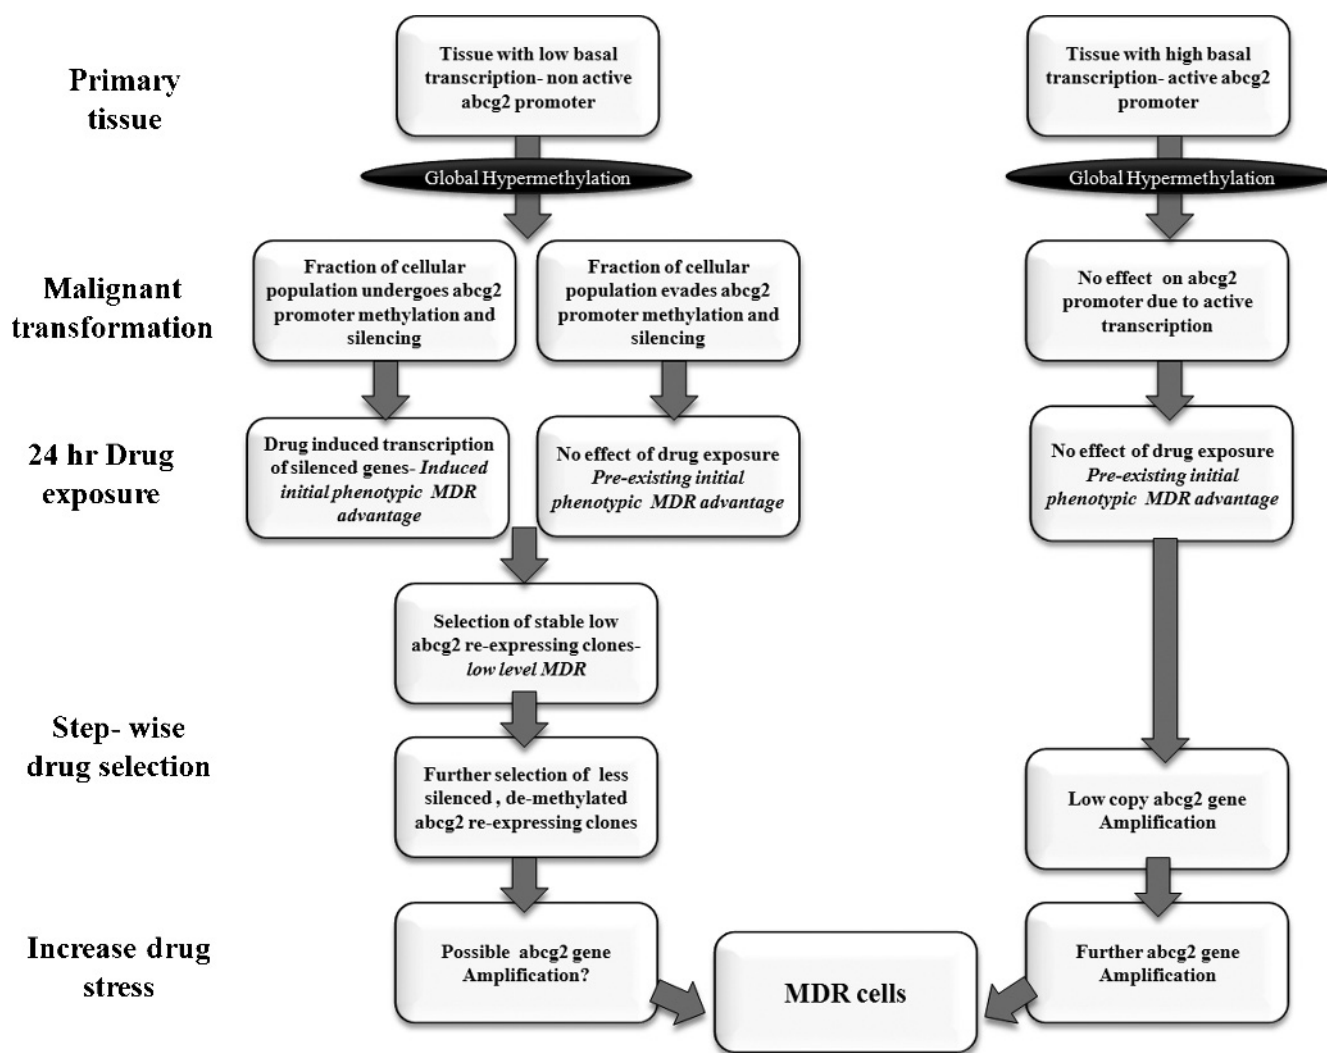 Primary
tissue
Tissue with low basal
transcription- non active
abcg2 promoter
Tissue with high basal
transcription- active abcg2
promoter
Global Hypermethylation
Global Hypermethylation
Malignant
transformation
Fraction of cellular
population undergoes abcg2
promoter methylation and
silencing
Fraction of cellular
population evades abcg2
promoter methylation and
silencing
No effect on abcg2
promoter due to active
transcription
24 hr Drug
exposure
Drug induced transcription
of silenced genes- Induced
initial phenotypic MDR
advantage
No effect of drug exposure
Pre-existing initial
phenotypic MDR advantage
No effect of drug exposure
Pre-existing initial
phenotypic MDR advantage
Step- wise
drug selection
Selection of stable low
abcg2 re-expressing clones-
low level MDR
Further selection of less
silenced , de-methylated
abcg2 re-expressing clones
Low copy abcg2 gene
Amplification
Increase drug
stress
Possible abcg2 gene
Amplification?
MDR cells
Further abcg2 gene
Amplification